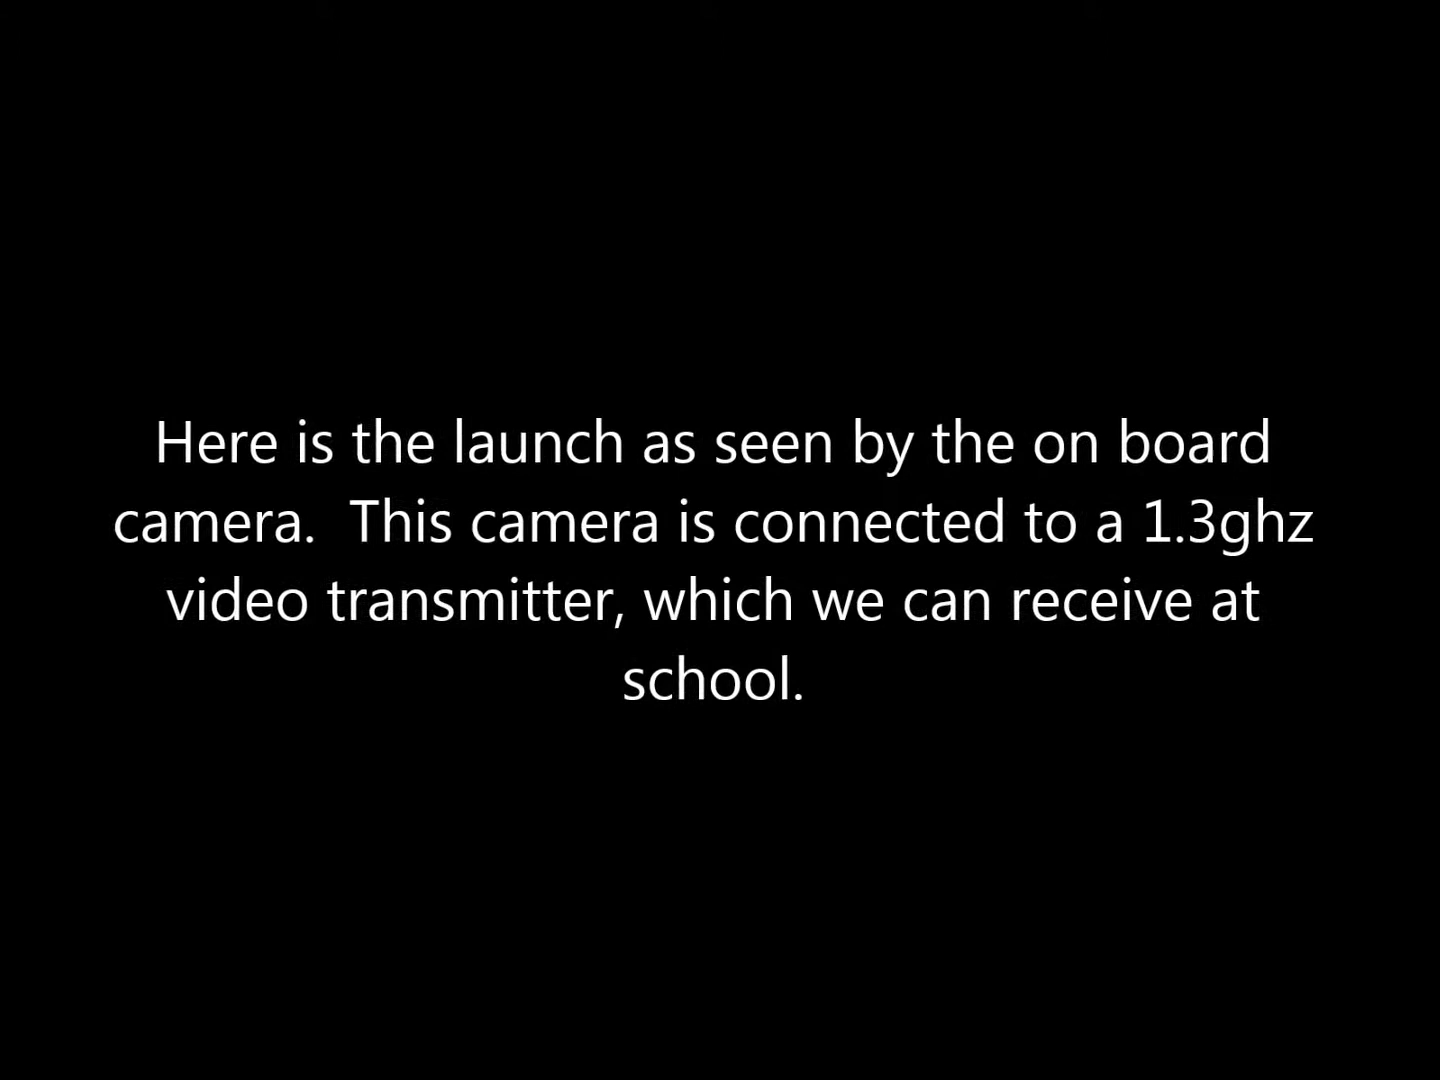 Here is the launch as seen by the on board
camera.  This camera is connected to a 1.3ghz
video transmitter, which we can receive at
school.